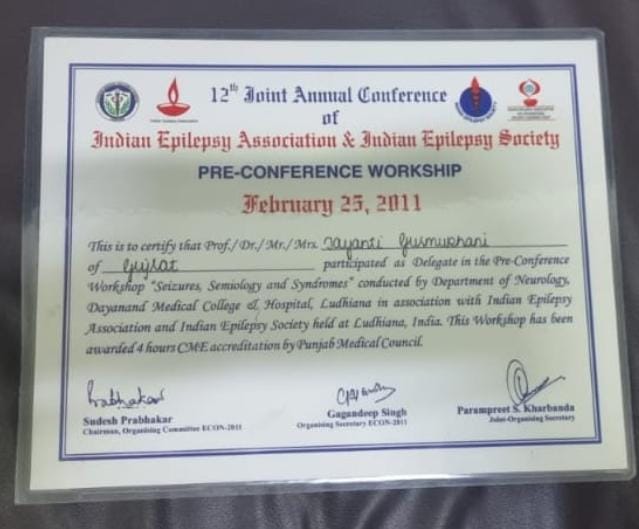 12th Joint Annual Conference
of
Indian Epilepsy Association & Indian Epilepsy Society
PRE-CONFERENCE WORKSHIP
February 25, 2011
This is to certify that Prof./Dr./Mr./Mrs. Jayanti Gusmukhani
of Gujrat participated as Delegate in the Pre-Conference
Workshop "Seizures, Semiology and Syndromes" conducted by Department of Neurology,
Dayanand Medical College & Hospital, Ludhiana in association with Indian Epilepsy
Association and Indian Epilepsy Society held at Ludhiana, India. This Workshop has been
awarded 4 hours CME accreditation by Punjab Medical Council.
Prabhakar
Sudesh Prabhakar
Chairman, Organising Committee ECON-2011
Gagandeep Singh
Organising Secretary ECON-2011
Parampreet S. Kharbanda
Joint-Organising Secretary